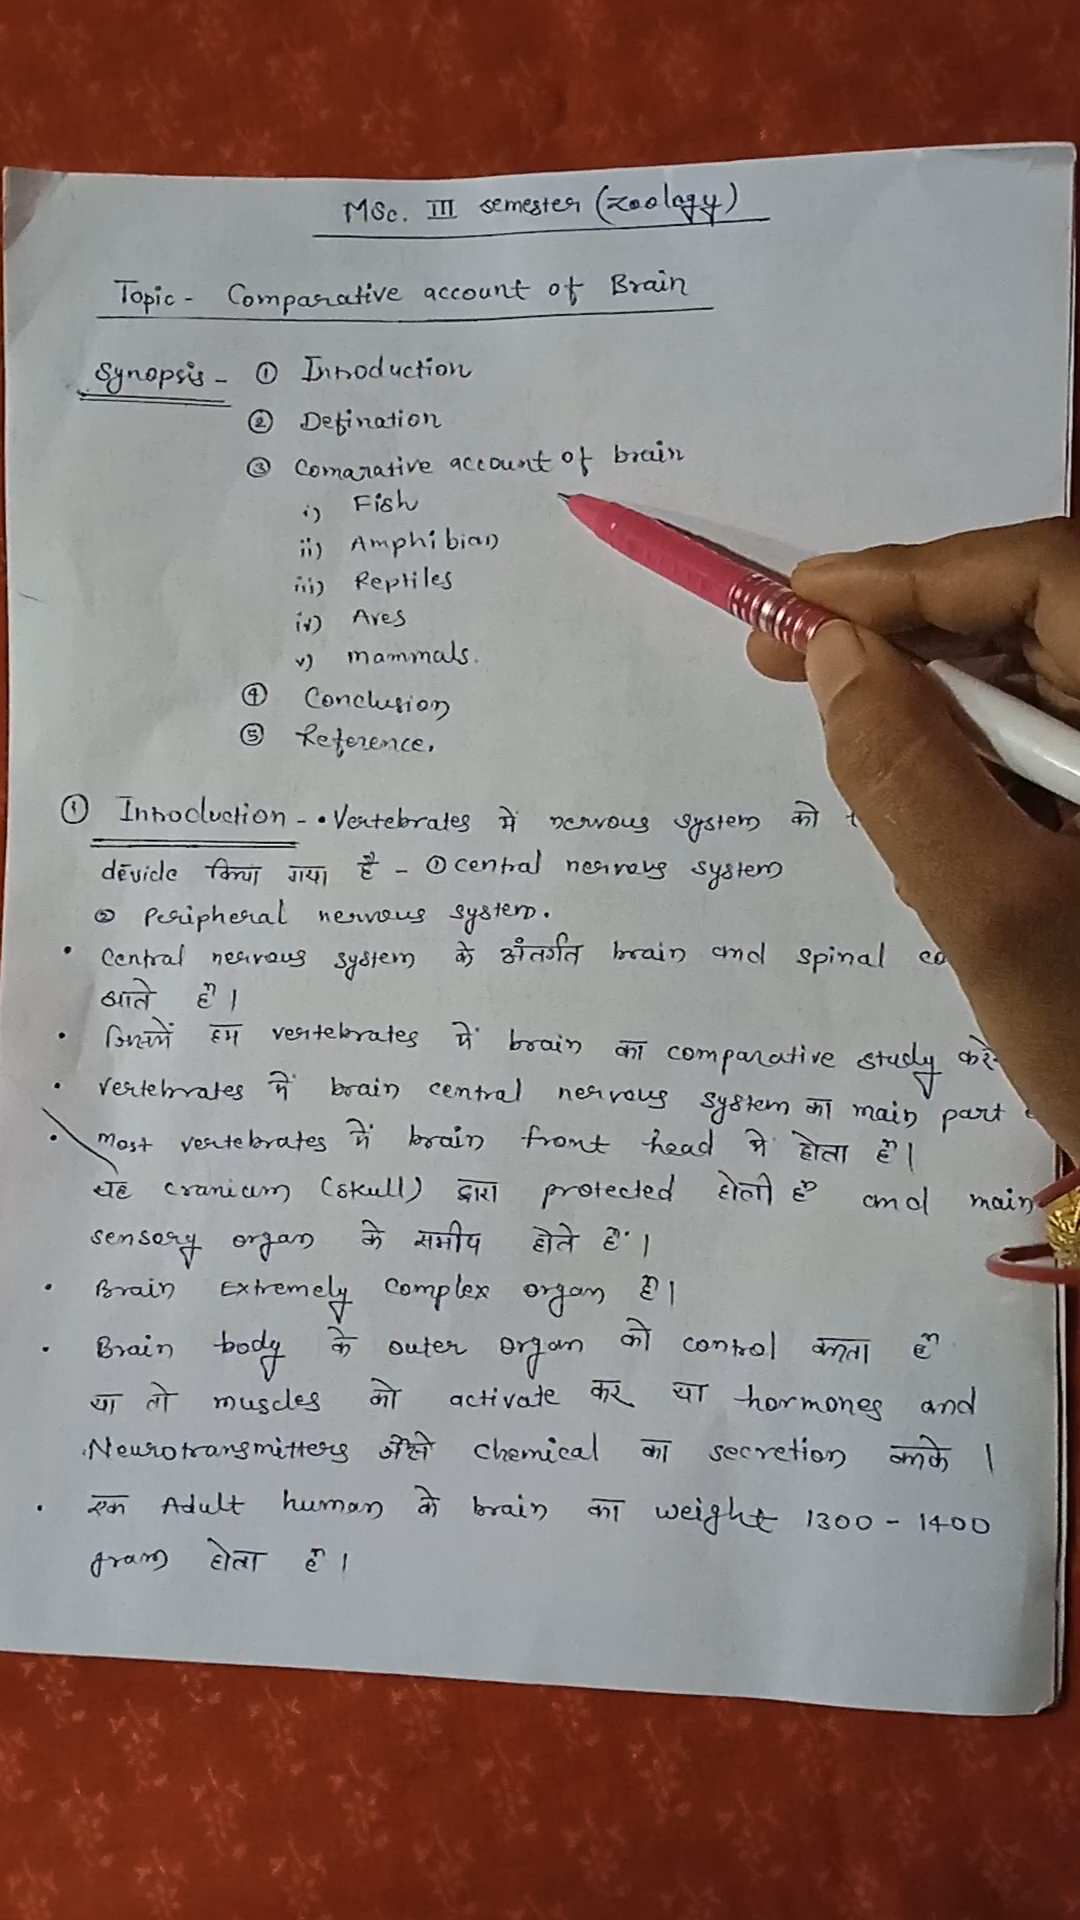 MSc. III semester (zoology)
Topic - Comparative account of Brain
Synopsis - ① Introduction
② Defination
③ Comarative account of brain
i) Fish
ii) Amphibian
iii) Reptiles
iv) Aves
v) mammals.
④ Conclusion
⑤ Reference.
① Introduction - • Vertebrates में nervous system को
devide किया गया है - ① central nervous system
② Peripheral nervous system.
• Central nervous system के अंतर्गत brain and spinal
आते हैं।
• जिसमें हम vertebrates में brain का comparative study
• vertebrates में brain central nervous system का main part
• most vertebrates में brain front head में होता है।
यह cranium (skull) द्वारा protected होती है and main
sensory organ के समीप होते हैं।
• Brain Extremely complex organ है।
• Brain body के outer organ को control करता है
या तो muscles को activate कर या hormones and
Neurotransmitters जैसे chemical का secretion करके।
• एक Adult human के brain का weight 1300 - 1400
gram होता है।